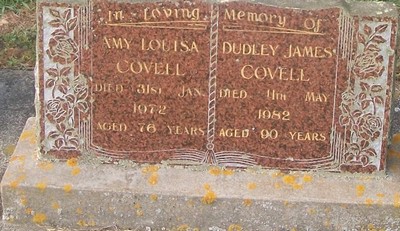 In Loving Memory Of
AMY LOUISA
COVELL
DIED 31ST JAN.
1972
AGED 76 YEARS
DUDLEY JAMES
COVELL
DIED 11TH MAY
1982
AGED 90 YEARS